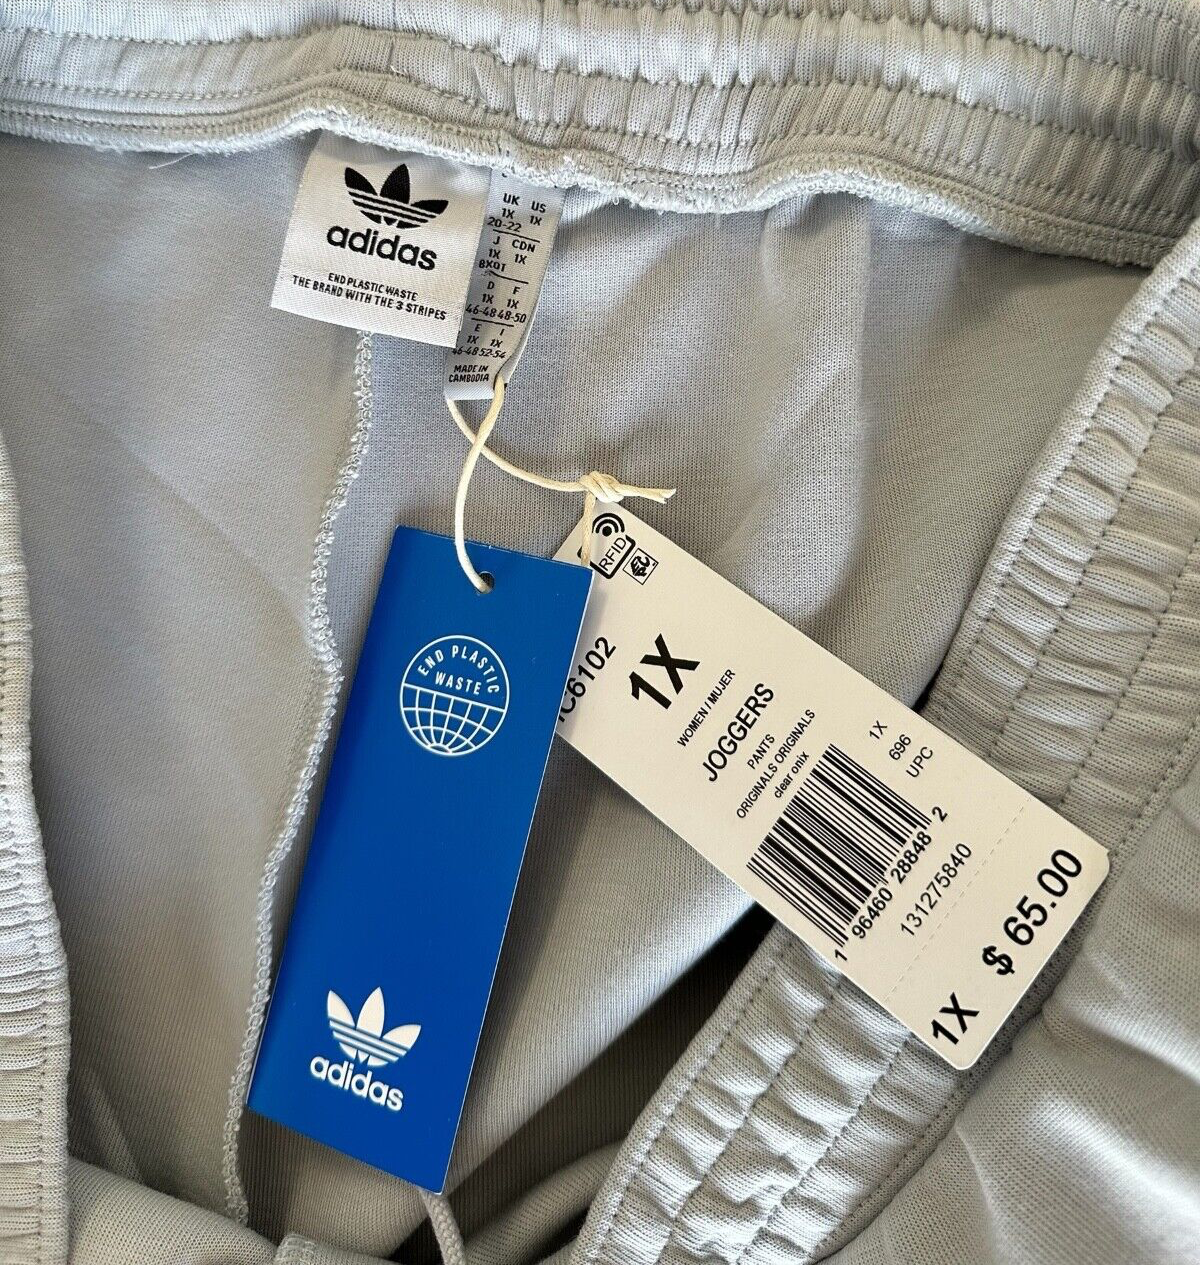 adidas
END PLASTIC WASTE
THE BRAND WITH THE 3 STRIPES
UK US
1X 1X
20-22
J CDN
1X 1X
8XOT
D F
1X 1X
46-48 48-50
E I
1X 1X
46-48 52-54
MADE IN
CAMBODIA
END PLASTIC
WASTE
adidas
RFID
C6102
1X
WOMEN / MUJER
JOGGERS
PANTS
ORIGINALS ORIGINALS
clear onix
1X
696
UPC
1 96460 28848 2
131275840
1X $ 65.00